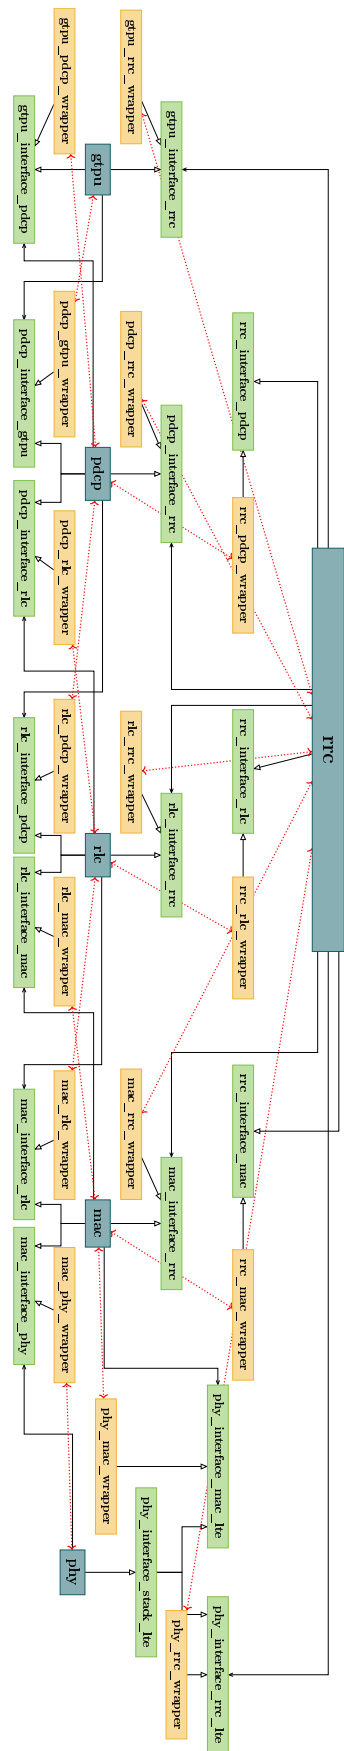 rrc
rrc_interface_pdcp
rrc_pdcp_wrapper
rrc_interface_rlc
rrc_rlc_wrapper
rrc_interface_mac
rrc_mac_wrapper
phy_interface_mac_lte
phy_interface_rrc_lte
gtpu_interface_rrc
pdcp_interface_rrc
rlc_interface_rrc
mac_interface_rrc
phy_rrc_wrapper
gtpu_rrc_wrapper
pdcp_rrc_wrapper
rlc_rrc_wrapper
mac_rrc_wrapper
phy_interface_stack_lte
gtpu
pdcp
rlc
mac
phy_mac_wrapper
gtpu_pdcp_wrapper
pdcp_gtpu_wrapper
pdcp_rlc_wrapper
rlc_pdcp_wrapper
rlc_mac_wrapper
mac_rlc_wrapper
mac_phy_wrapper
phy
gtpu_interface_pdcp
pdcp_interface_gtpu
pdcp_interface_rlc
rlc_interface_pdcp
rlc_interface_mac
mac_interface_rlc
mac_interface_phy